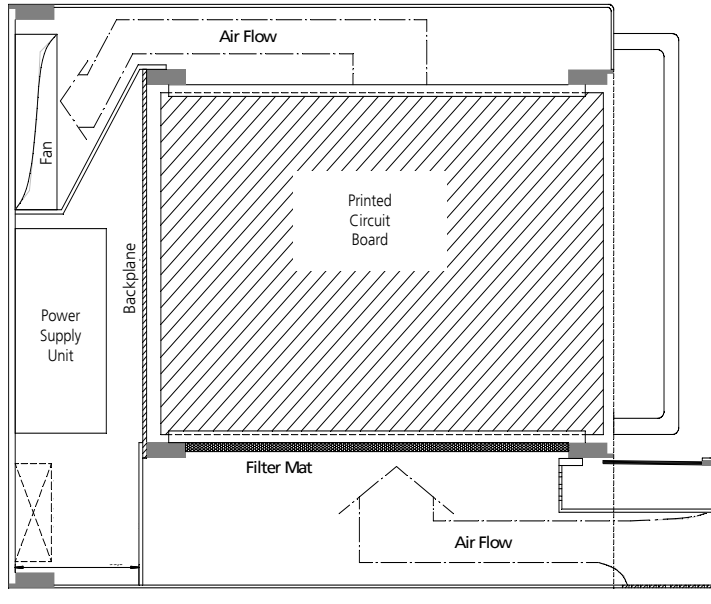 Air Flow
Fan
Printed
Circuit
Board
Backplane
Power
Supply
Unit
Filter Mat
Air Flow